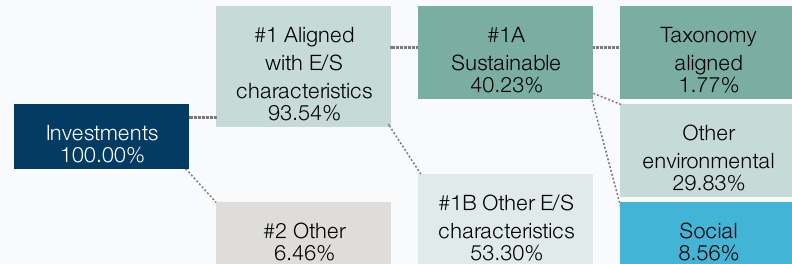 Investments
100.00%
#1 Aligned
with E/S
characteristics
93.54%
#2 Other
6.46%
#1A
Sustainable
40.23%
#1B Other E/S
characteristics
53.30%
Taxonomy
aligned
1.77%
Other
environmental
29.83%
Social
8.56%